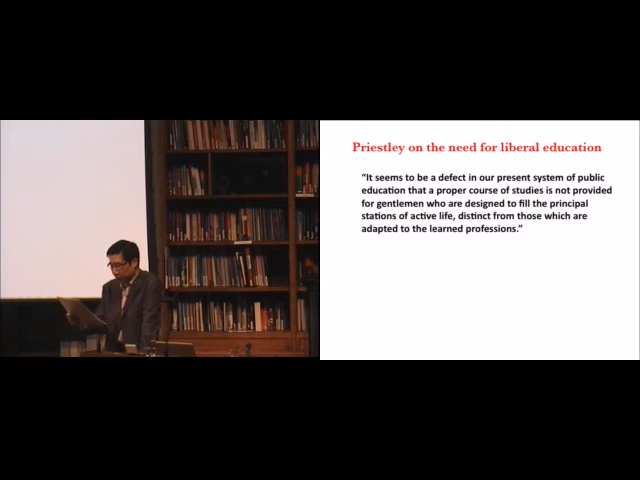 Priestley on the need for liberal education
“It seems to be a defect in our present system of public
education that a proper course of studies is not provided
for gentlemen who are designed to fill the principal
stations of active life, distinct from those which are
adapted to the learned professions.”